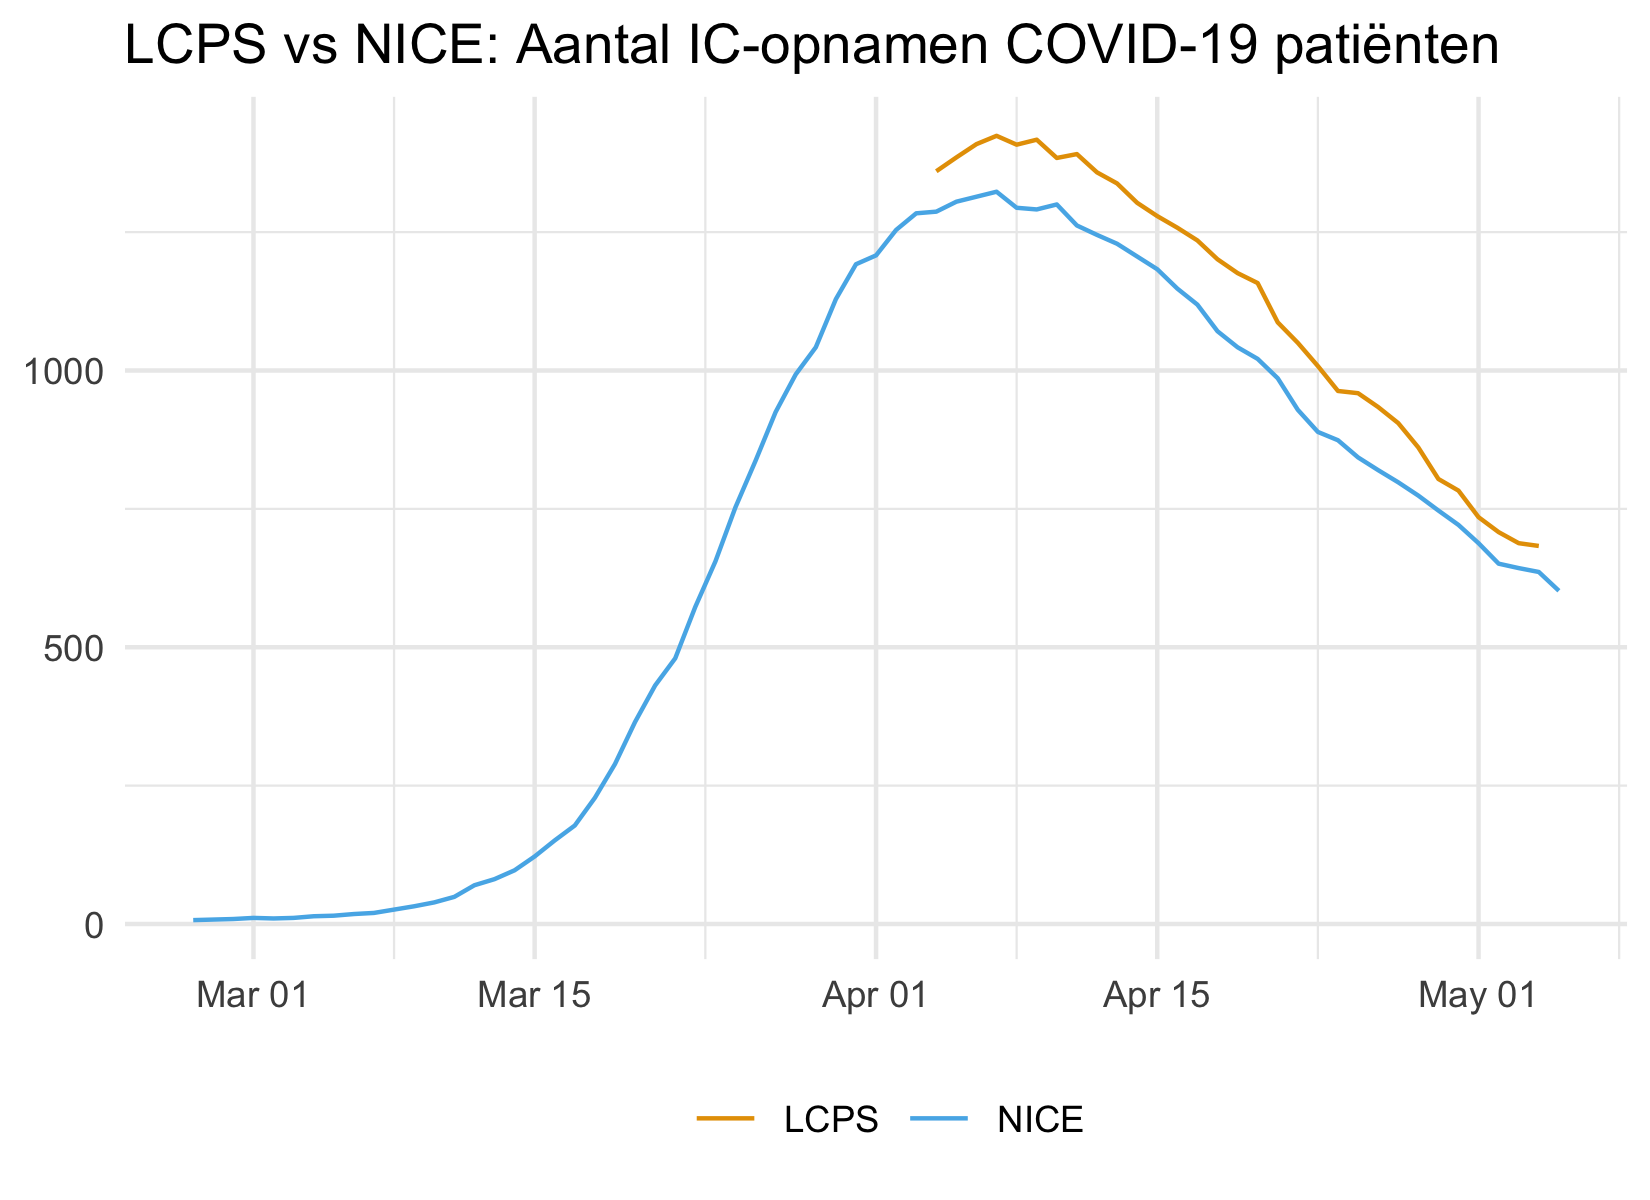 LCPS vs NICE: Aantal IC-opnamen COVID-19 patiënten
1000
500
0
Mar 01 Mar 15 Apr 01 Apr 15 May 01
LCPS NICE